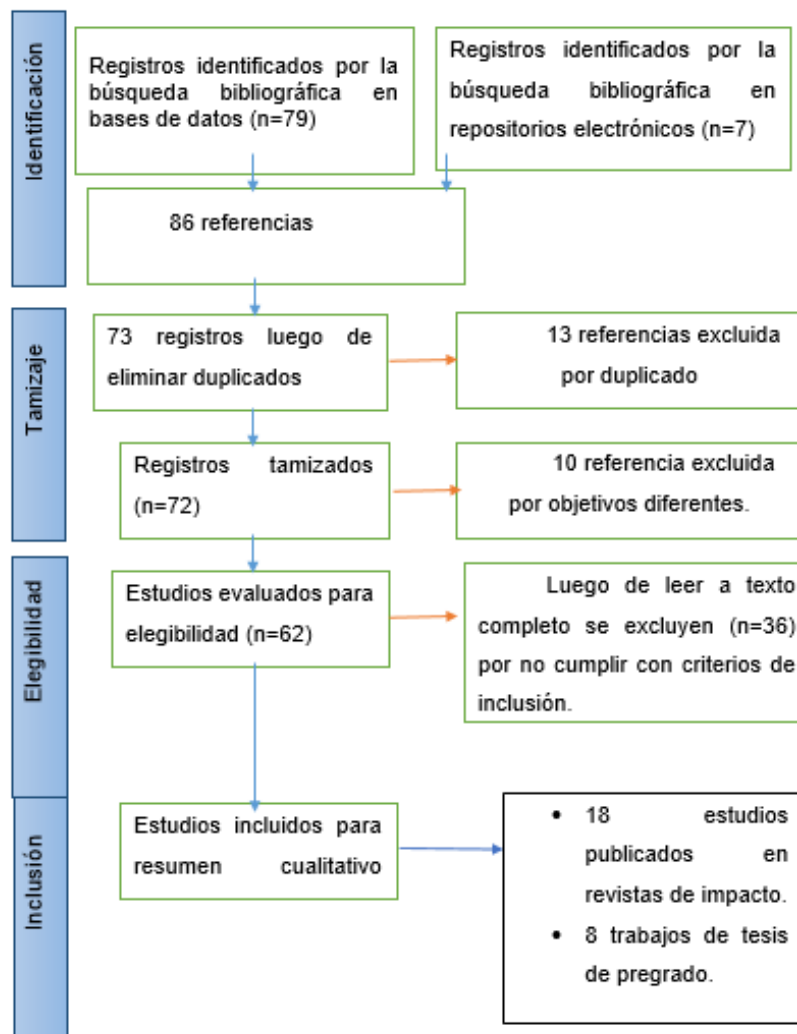 Identificación
Registros identificados por la
búsqueda bibliográfica en
bases de datos (n=79)
Registros identificados por la
búsqueda bibliográfica en
repositorios electrónicos (n=7)
86 referencias
Tamizaje
73 registros luego de
eliminar duplicados
13 referencias excluida
por duplicado
Registros tamizados
(n=72)
10 referencia excluida
por objetivos diferentes.
Elegibilidad
Estudios evaluados para
elegibilidad (n=62)
Luego de leer a texto
completo se excluyen (n=36)
por no cumplir con criterios de
inclusión.
Inclusión
Estudios incluidos para
resumen cualitativo
• 18 estudios
publicados en
revistas de impacto.
• 8 trabajos de tesis
de pregrado.